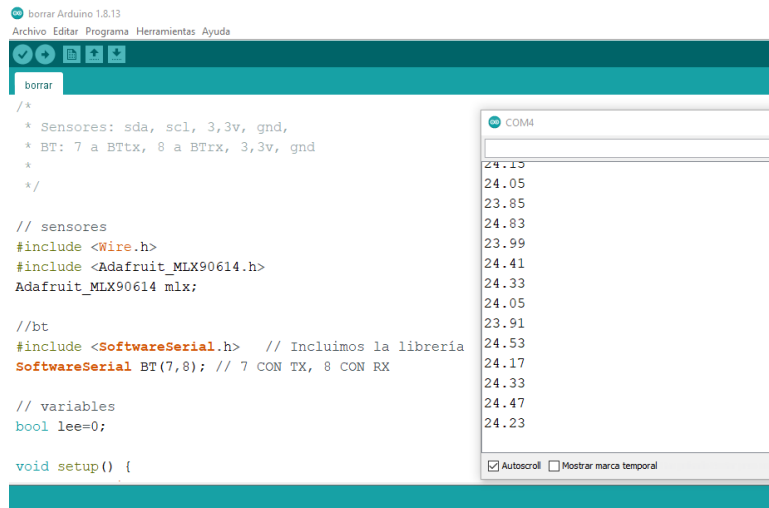 borrar Arduino 1.8.13
Archivo Editar Programa Herramientas Ayuda
borrar
/*
 * Sensores: sda, scl, 3,3v, gnd,
 * BT: 7 a BTtx, 8 a BTrx, 3,3v, gnd
 *
 */
// sensores
#include <Wire.h>
#include <Adafruit_MLX90614.h>
Adafruit_MLX90614 mlx;
//bt
#include <SoftwareSerial.h>   // Incluimos la librería
SoftwareSerial BT(7,8); // 7 CON TX, 8 CON RX
// variables
bool lee=0;
void setup() {
COM4
24.15
24.05
23.85
24.83
23.99
24.41
24.33
24.05
23.91
24.53
24.17
24.33
24.47
24.23
Autoscroll Mostrar marca temporal